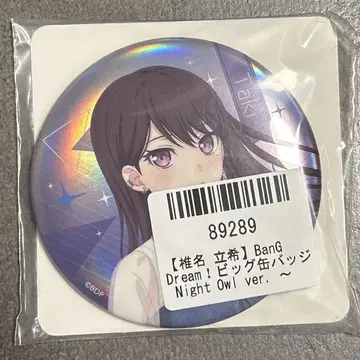 Taki
89289
【椎名 立希】BanG
Dream！ビッグ缶バッジ
Night Owl ver. ～
©BDP